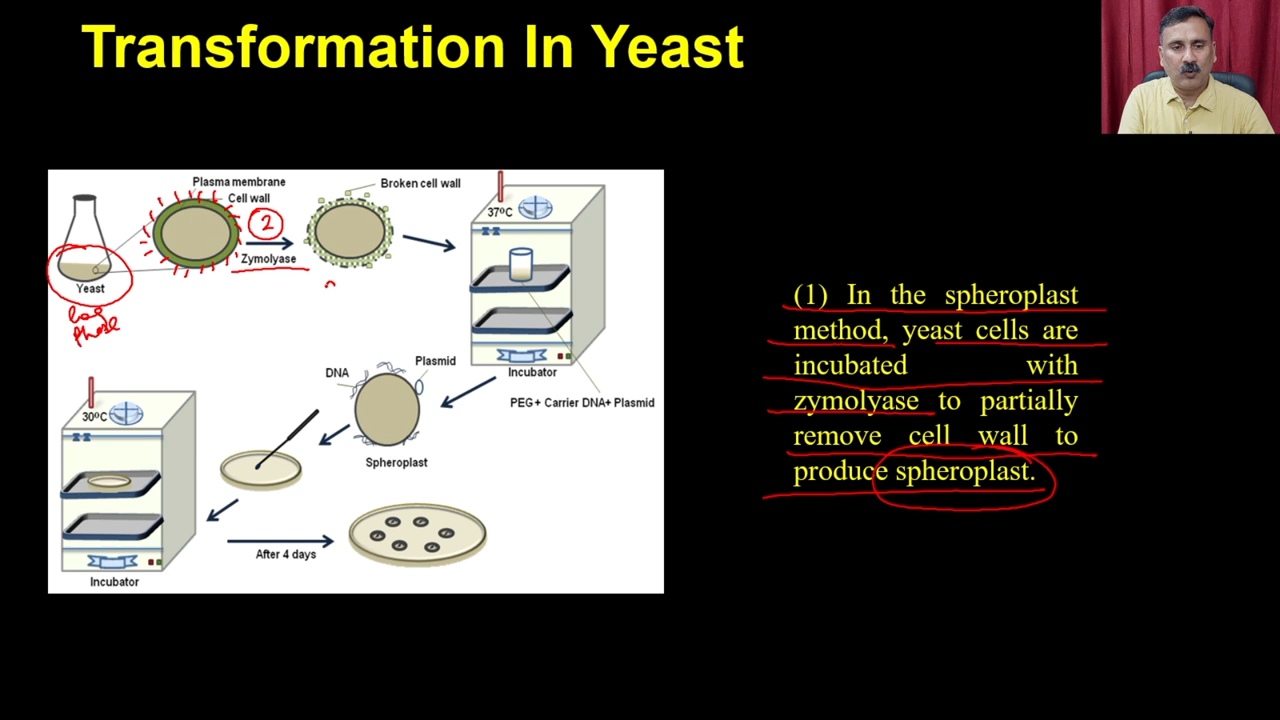 Transformation In Yeast
Plasma membrane
Cell wall
2
Zymolyase
Broken cell wall
37ºC
Yeast
log
Phase
Incubator
PEG+ Carrier DNA+ Plasmid
DNA
Plasmid
Spheroplast
30ºC
After 4 days
Incubator
(1) In the spheroplast
method, yeast cells are
incubated with
zymolyase to partially
remove cell wall to
produce spheroplast.